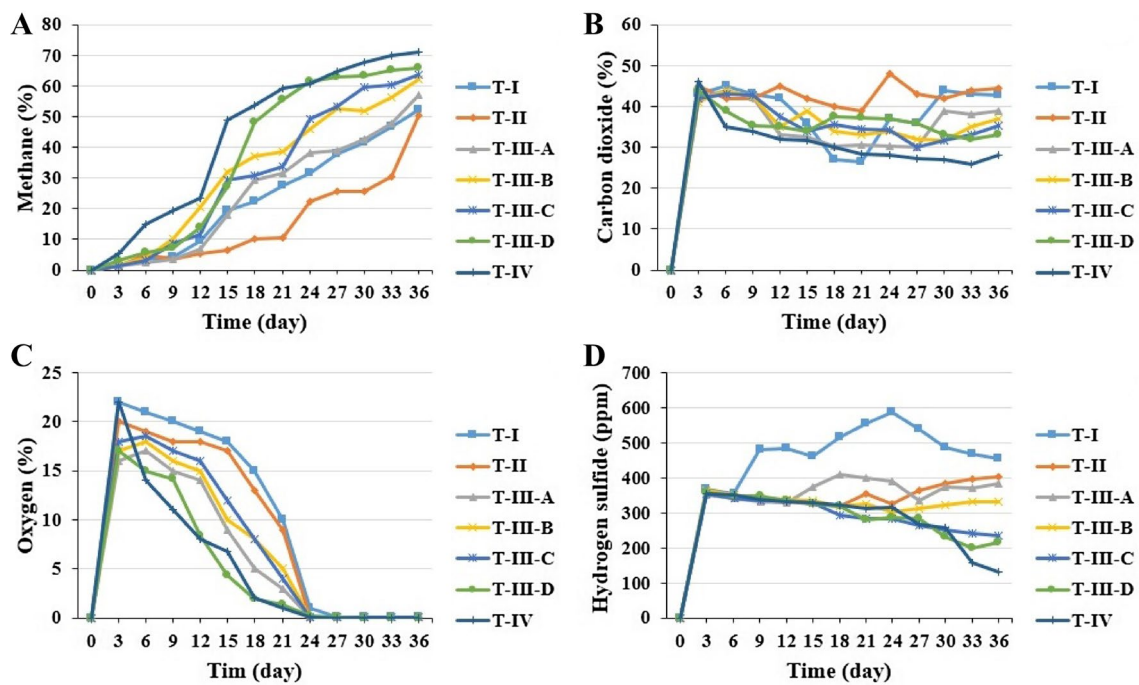 A
Methane (%)
80
70
60
50
40
30
20
10
0
0 3 6 9 12 15 18 21 24 27 30 33 36
Time (day)
T-I
T-II
T-III-A
T-III-B
T-III-C
T-III-D
T-IV
B
Carbon dioxide (%)
60
50
40
30
20
10
0
0 3 6 9 12 15 18 21 24 27 30 33 36
Time (day)
T-I
T-II
T-III-A
T-III-B
T-III-C
T-III-D
T-IV
C
Oxygen (%)
25
20
15
10
5
0
0 3 6 9 12 15 18 21 24 27 30 33 36
Tim (day)
T-I
T-II
T-III-A
T-III-B
T-III-C
T-III-D
T-IV
D
Hydrogen sulfide (ppm)
700
600
500
400
300
200
100
0
0 3 6 9 12 15 18 21 24 27 30 33 36
Time (day)
T-I
T-II
T-III-A
T-III-B
T-III-C
T-III-D
T-IV